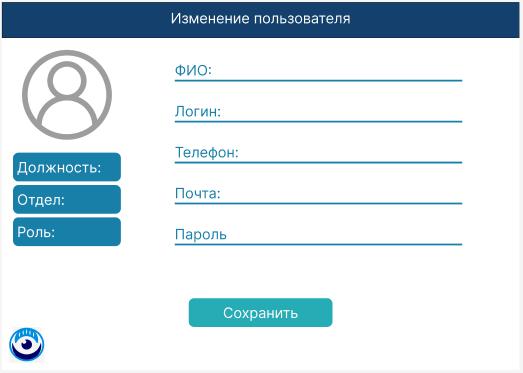 Изменение пользователя
ФИО:
Логин:
Телефон:
Почта:
Пароль
Должность:
Отдел:
Роль:
Сохранить